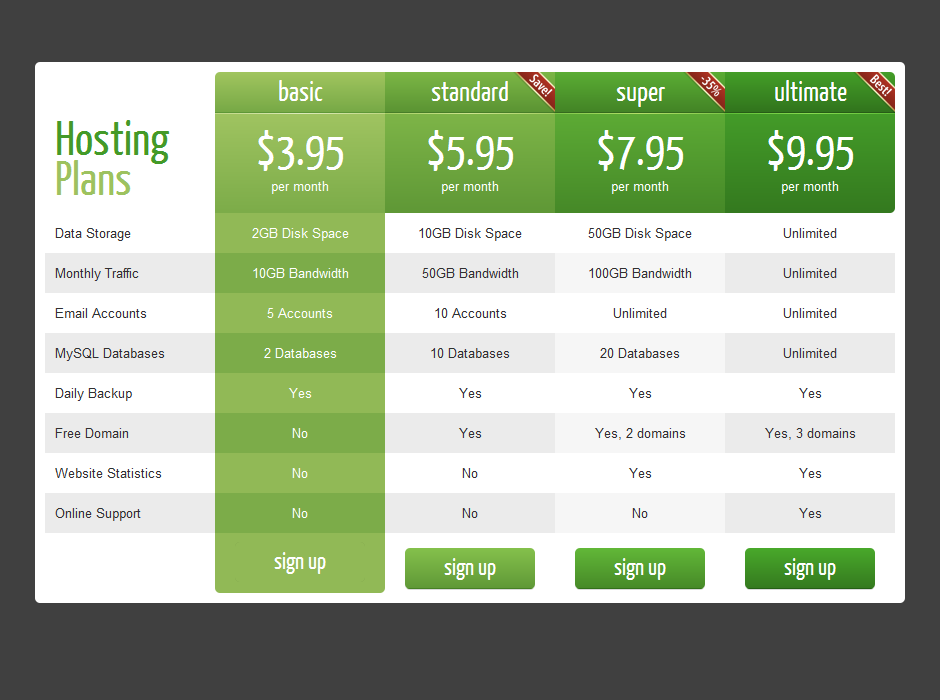 basic standard Save! super -35% ultimate Best!
Hosting
Plans
$3.95 $5.95 $7.95 $9.95
per month per month per month per month
Data Storage 2GB Disk Space 10GB Disk Space 50GB Disk Space Unlimited
Monthly Traffic 10GB Bandwidth 50GB Bandwidth 100GB Bandwidth Unlimited
Email Accounts 5 Accounts 10 Accounts Unlimited Unlimited
MySQL Databases 2 Databases 10 Databases 20 Databases Unlimited
Daily Backup Yes Yes Yes Yes
Free Domain No Yes Yes, 2 domains Yes, 3 domains
Website Statistics No No Yes Yes
Online Support No No No Yes
sign up sign up sign up sign up